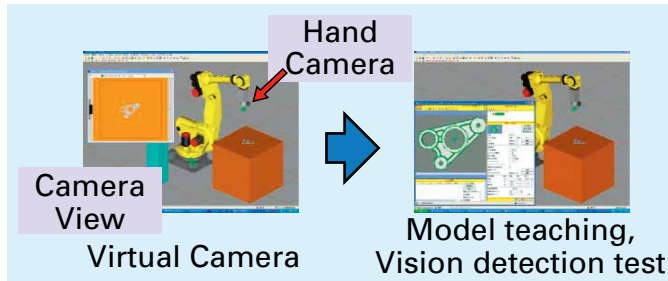 Hand
Camera
Camera
View
Virtual Camera
Model teaching,
Vision detection test